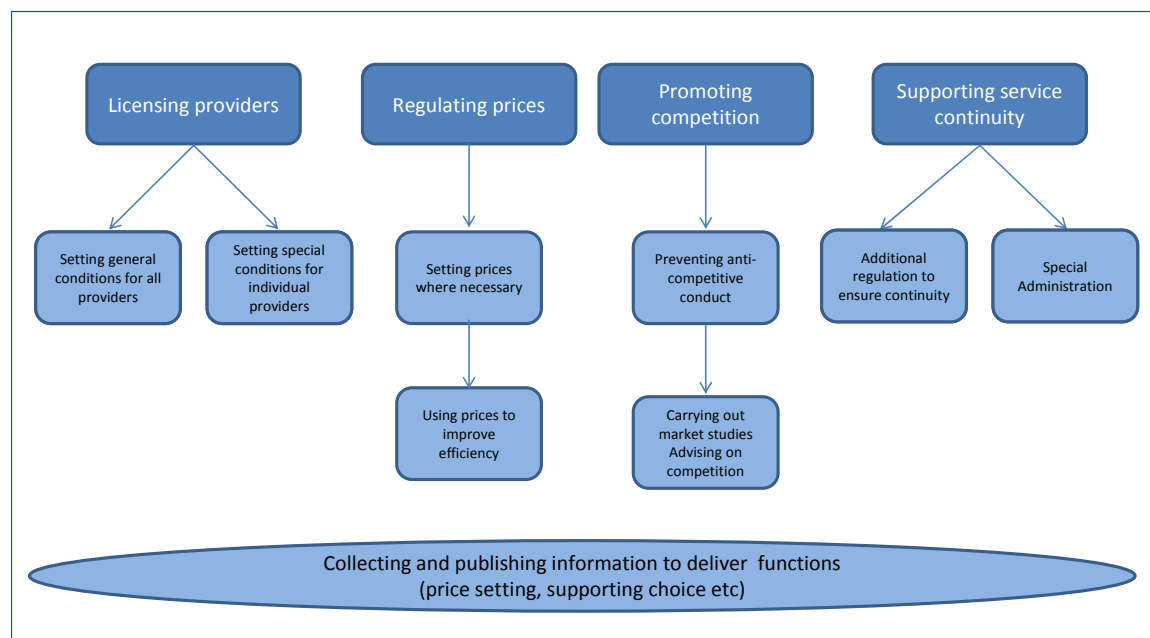 Licensing providers
Regulating prices
Promoting
competition
Supporting service
continuity
Setting general
conditions for all
providers
Setting special
conditions for
individual
providers
Setting prices
where necessary
Preventing anti-
competitive
conduct
Additional
regulation to
ensure continuity
Special
Administration
Using prices to
improve
efficiency
Carrying out
market studies
Advising on
competition
Collecting and publishing information to deliver functions
(price setting, supporting choice etc)